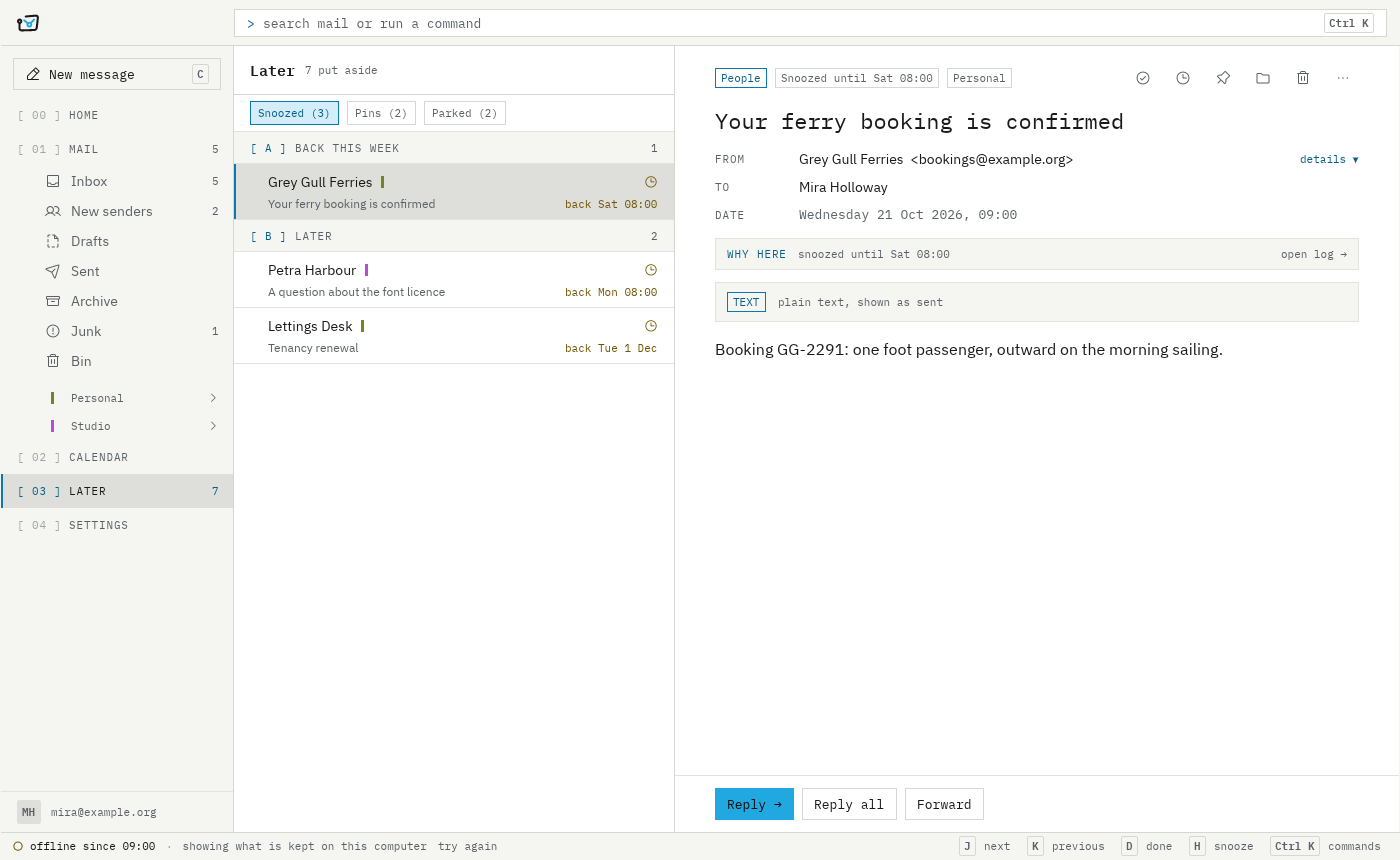 > search mail or run a command Ctrl K
New message C
[ 00 ] HOME
[ 01 ] MAIL 5
Inbox 5
New senders 2
Drafts
Sent
Archive
Junk 1
Bin
Personal
Studio
[ 02 ] CALENDAR
[ 03 ] LATER 7
[ 04 ] SETTINGS
MH mira@example.org
Later 7 put aside
Snoozed (3) Pins (2) Parked (2)
[ A ] BACK THIS WEEK 1
Grey Gull Ferries
Your ferry booking is confirmed back Sat 08:00
[ B ] LATER 2
Petra Harbour
A question about the font licence back Mon 08:00
Lettings Desk
Tenancy renewal back Tue 1 Dec
People Snoozed until Sat 08:00 Personal
Your ferry booking is confirmed
FROM Grey Gull Ferries <bookings@example.org> details ▾
TO Mira Holloway
DATE Wednesday 21 Oct 2026, 09:00
WHY HERE snoozed until Sat 08:00 open log →
TEXT plain text, shown as sent
Booking GG-2291: one foot passenger, outward on the morning sailing.
Reply → Reply all Forward
offline since 09:00 · showing what is kept on this computer try again
J next K previous D done H snooze Ctrl K commands